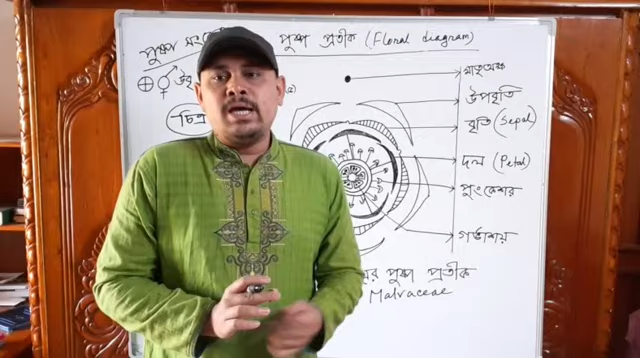 পুষ্প পুষ্প প্রতীক (Floral diagram)
মাতৃঅক্ষ
উপবৃতি
বৃতি (Sepal)
দল (Petal)
পুংকেশর
গর্ভাশয়
পুষ্প প্রতীক
Malvaceae